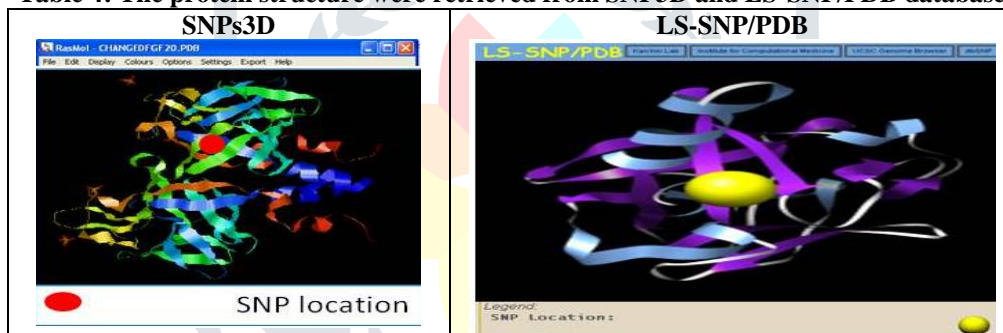 Table 4: The protein structure were retrieved from SNP3D and LS-SNP/PDB database
SNPs3D
LS-SNP/PDB
RasMol - CHANGEDFGF20.PDB
File Edit Display Colours Options Settings Export Help
SNP location
LS-SNP/PDB Karchin Lab Institute for Computational Medicine UCSC Genome Browser dbSNP
Legend:
SNP Location: